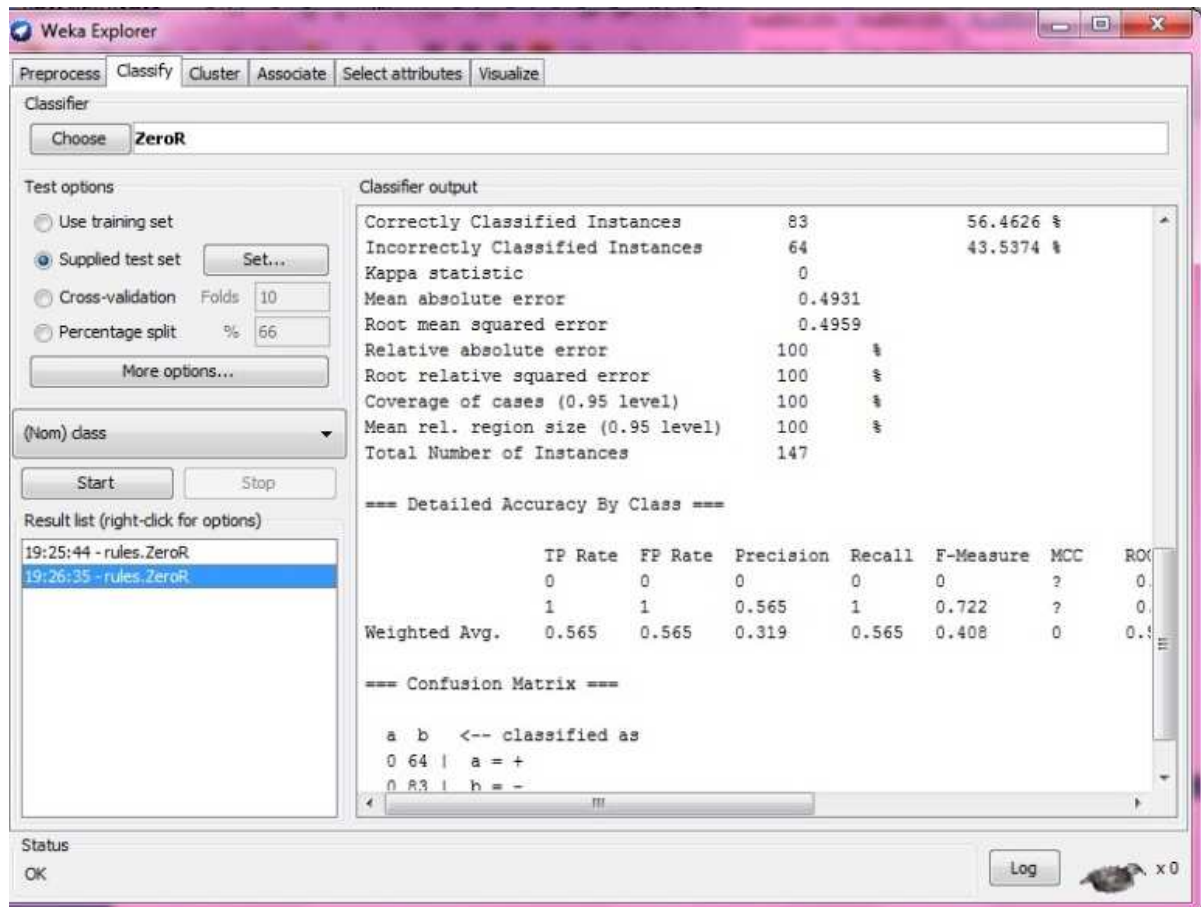 Weka Explorer
Preprocess Classify Cluster Associate Select attributes Visualize
Classifier
Choose ZeroR
Test options
Use training set
Supplied test set Set...
Cross-validation Folds 10
Percentage split % 66
More options...
(Nom) class
Start Stop
Result list (right-click for options)
19:25:44 - rules.ZeroR
19:26:35 - rules.ZeroR
Classifier output
Correctly Classified Instances 83 56.4626 %
Incorrectly Classified Instances 64 43.5374 %
Kappa statistic 0
Mean absolute error 0.4931
Root mean squared error 0.4959
Relative absolute error 100 %
Root relative squared error 100 %
Coverage of cases (0.95 level) 100 %
Mean rel. region size (0.95 level) 100 %
Total Number of Instances 147
=== Detailed Accuracy By Class ===
TP Rate FP Rate Precision Recall F-Measure MCC
0 0 0 0 0 ? 0.
1 1 0.565 1 0.722 ? 0.
Weighted Avg. 0.565 0.565 0.319 0.565 0.408 0
=== Confusion Matrix ===
a b <-- classified as
0 64 | a = +
0 83 | b = -
Status
OK
Log x 0